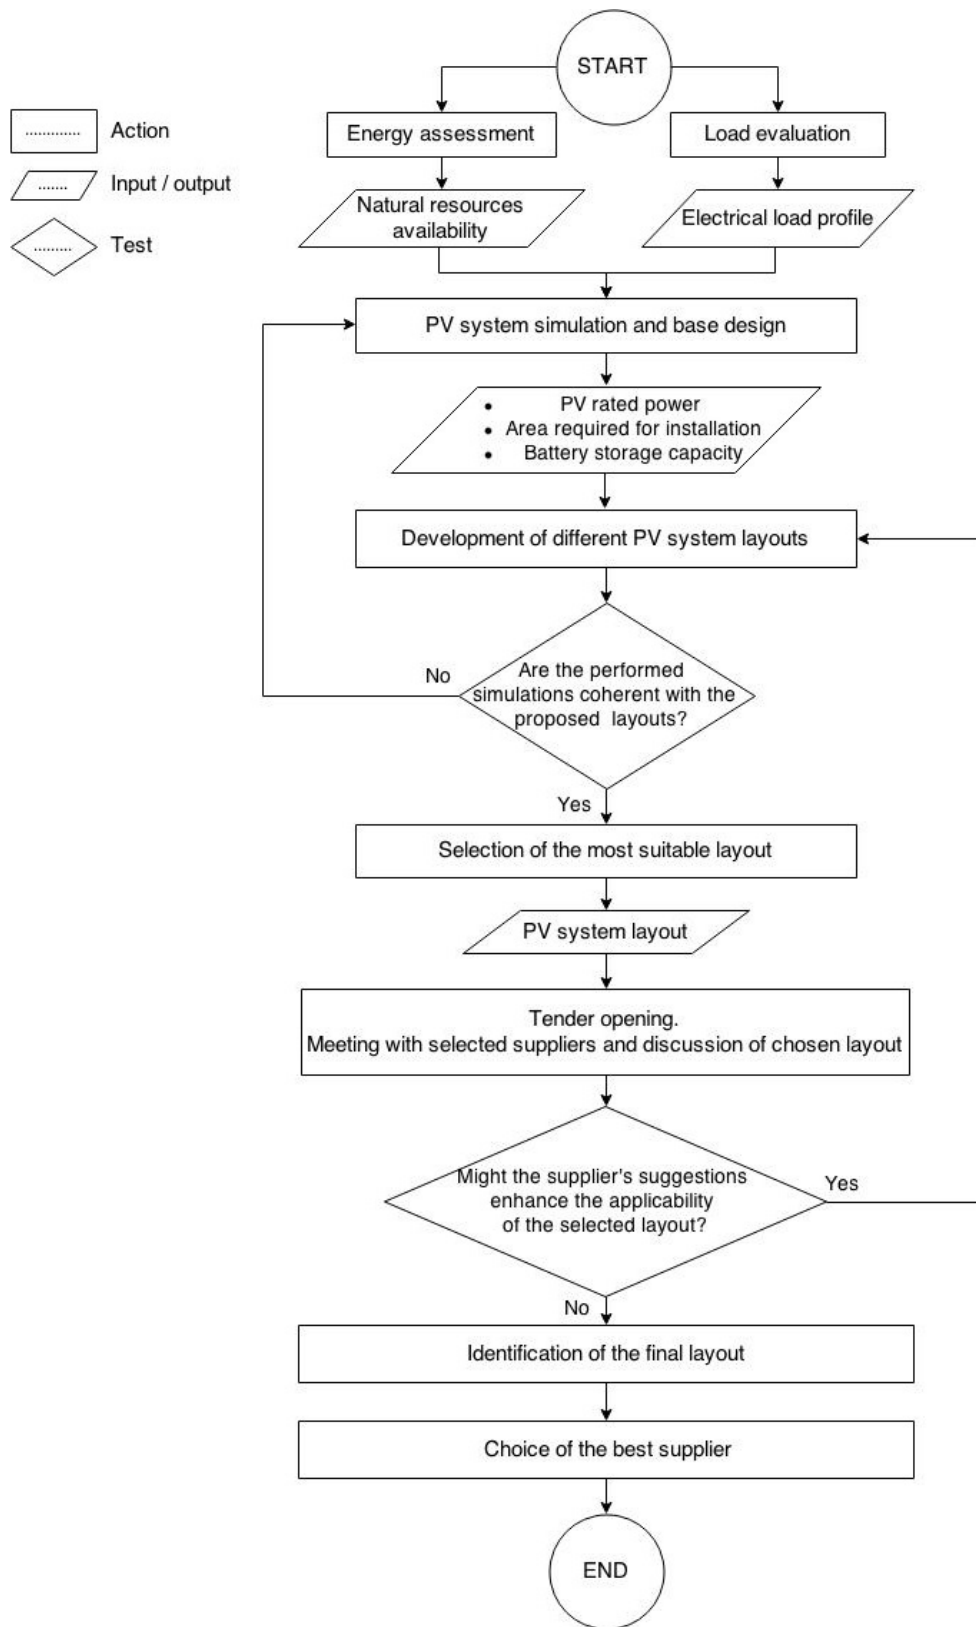 START
.............
Action
Energy assessment
Load evaluation
.......
Input / output
Natural resources
availability
Electrical load profile
.........
Test
PV system simulation and base design
• PV rated power
• Area required for installation
• Battery storage capacity
Development of different PV system layouts
No
Are the performed
simulations coherent with the
proposed layouts?
Yes
Selection of the most suitable layout
PV system layout
Tender opening.
Meeting with selected suppliers and discussion of chosen layout
Might the supplier's suggestions
enhance the applicability
of the selected layout?
Yes
No
Identification of the final layout
Choice of the best supplier
END